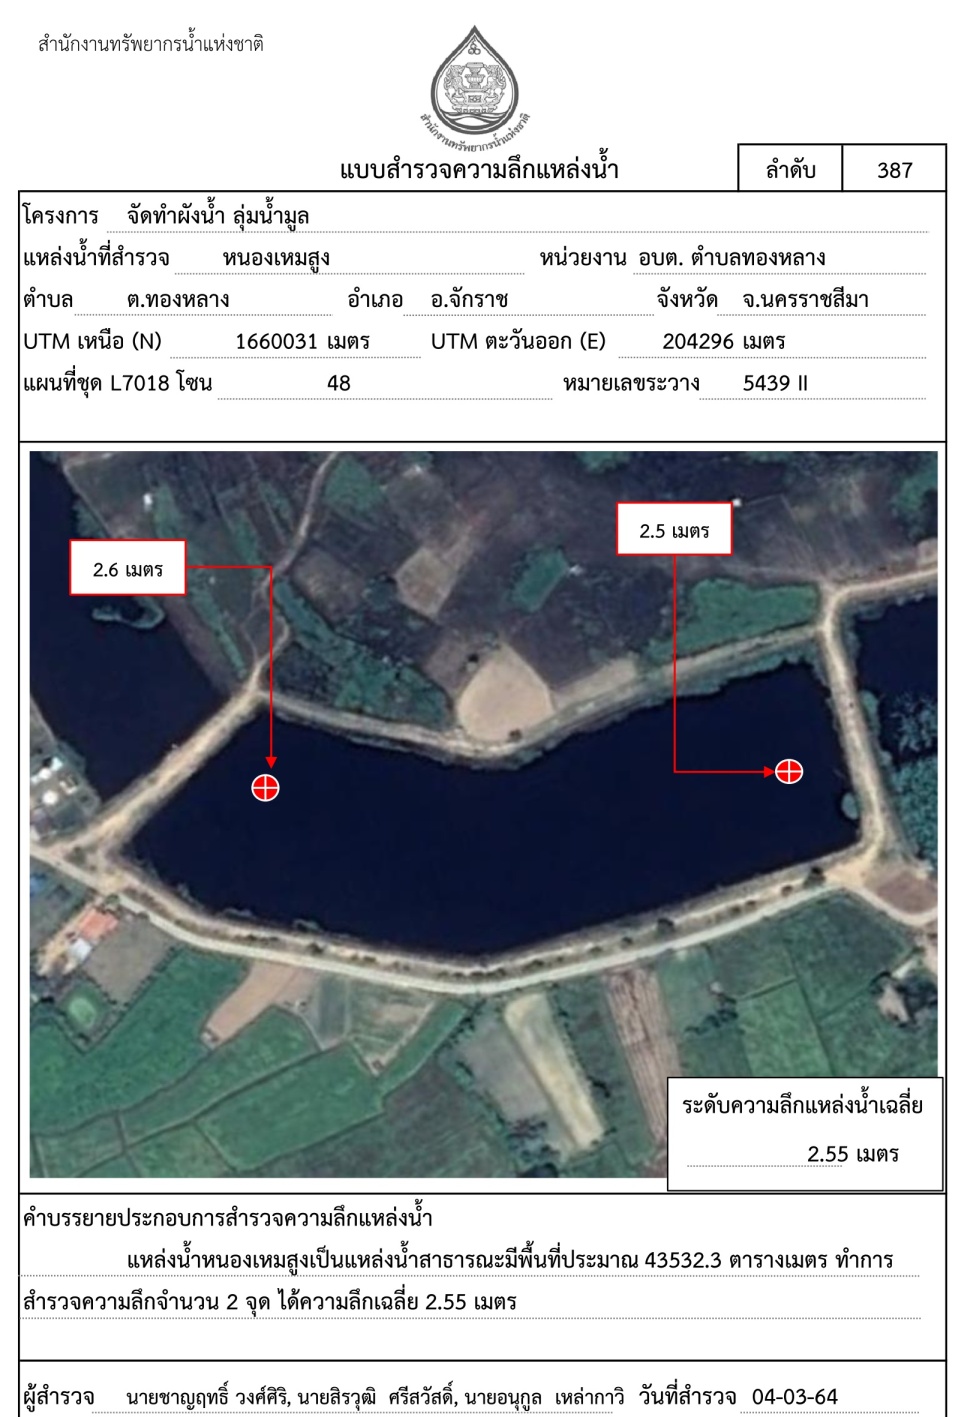 สำนักงานทรัพยากรน้ำแห่งชาติ
สำนักงานทรัพยากรน้ำแห่งชาติ
แบบสำรวจความลึกแหล่งน้ำ ลำดับ 387
โครงการ จัดทำผังน้ำ ลุ่มน้ำมูล
แหล่งน้ำที่สำรวจ หนองเหมสูง หน่วยงาน อบต. ตำบลทองหลาง
ตำบล ต.ทองหลาง อำเภอ อ.จักราช จังหวัด จ.นครราชสีมา
UTM เหนือ (N) 1660031 เมตร UTM ตะวันออก (E) 204296 เมตร
แผนที่ชุด L7018 โซน 48 หมายเลขระวาง 5439 II
2.5 เมตร
2.6 เมตร
ระดับความลึกแหล่งน้ำเฉลี่ย
2.55 เมตร
คำบรรยายประกอบการสำรวจความลึกแหล่งน้ำ
แหล่งน้ำหนองเหมสูงเป็นแหล่งน้ำสาธารณะมีพื้นที่ประมาณ 43532.3 ตารางเมตร ทำการ
สำรวจความลึกจำนวน 2 จุด ได้ความลึกเฉลี่ย 2.55 เมตร
ผู้สำรวจ นายชาญฤทธิ์ วงศ์ศิริ, นายสิรวุฒิ ศรีสวัสดิ์, นายอนุกูล เหล่ากาวี วันที่สำรวจ 04-03-64